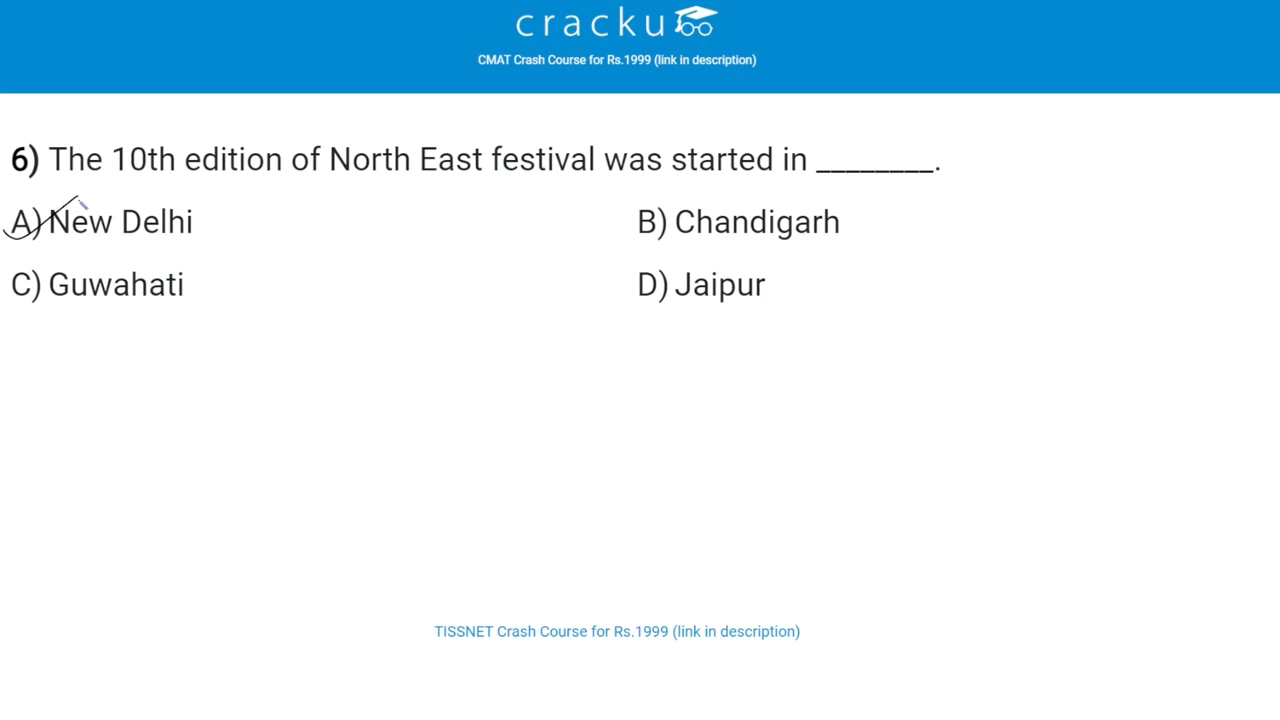 cracku
CMAT Crash Course for Rs.1999 (link in description)
6) The 10th edition of North East festival was started in ________.
A) New Delhi
B) Chandigarh
C) Guwahati
D) Jaipur
TISSNET Crash Course for Rs.1999 (link in description)